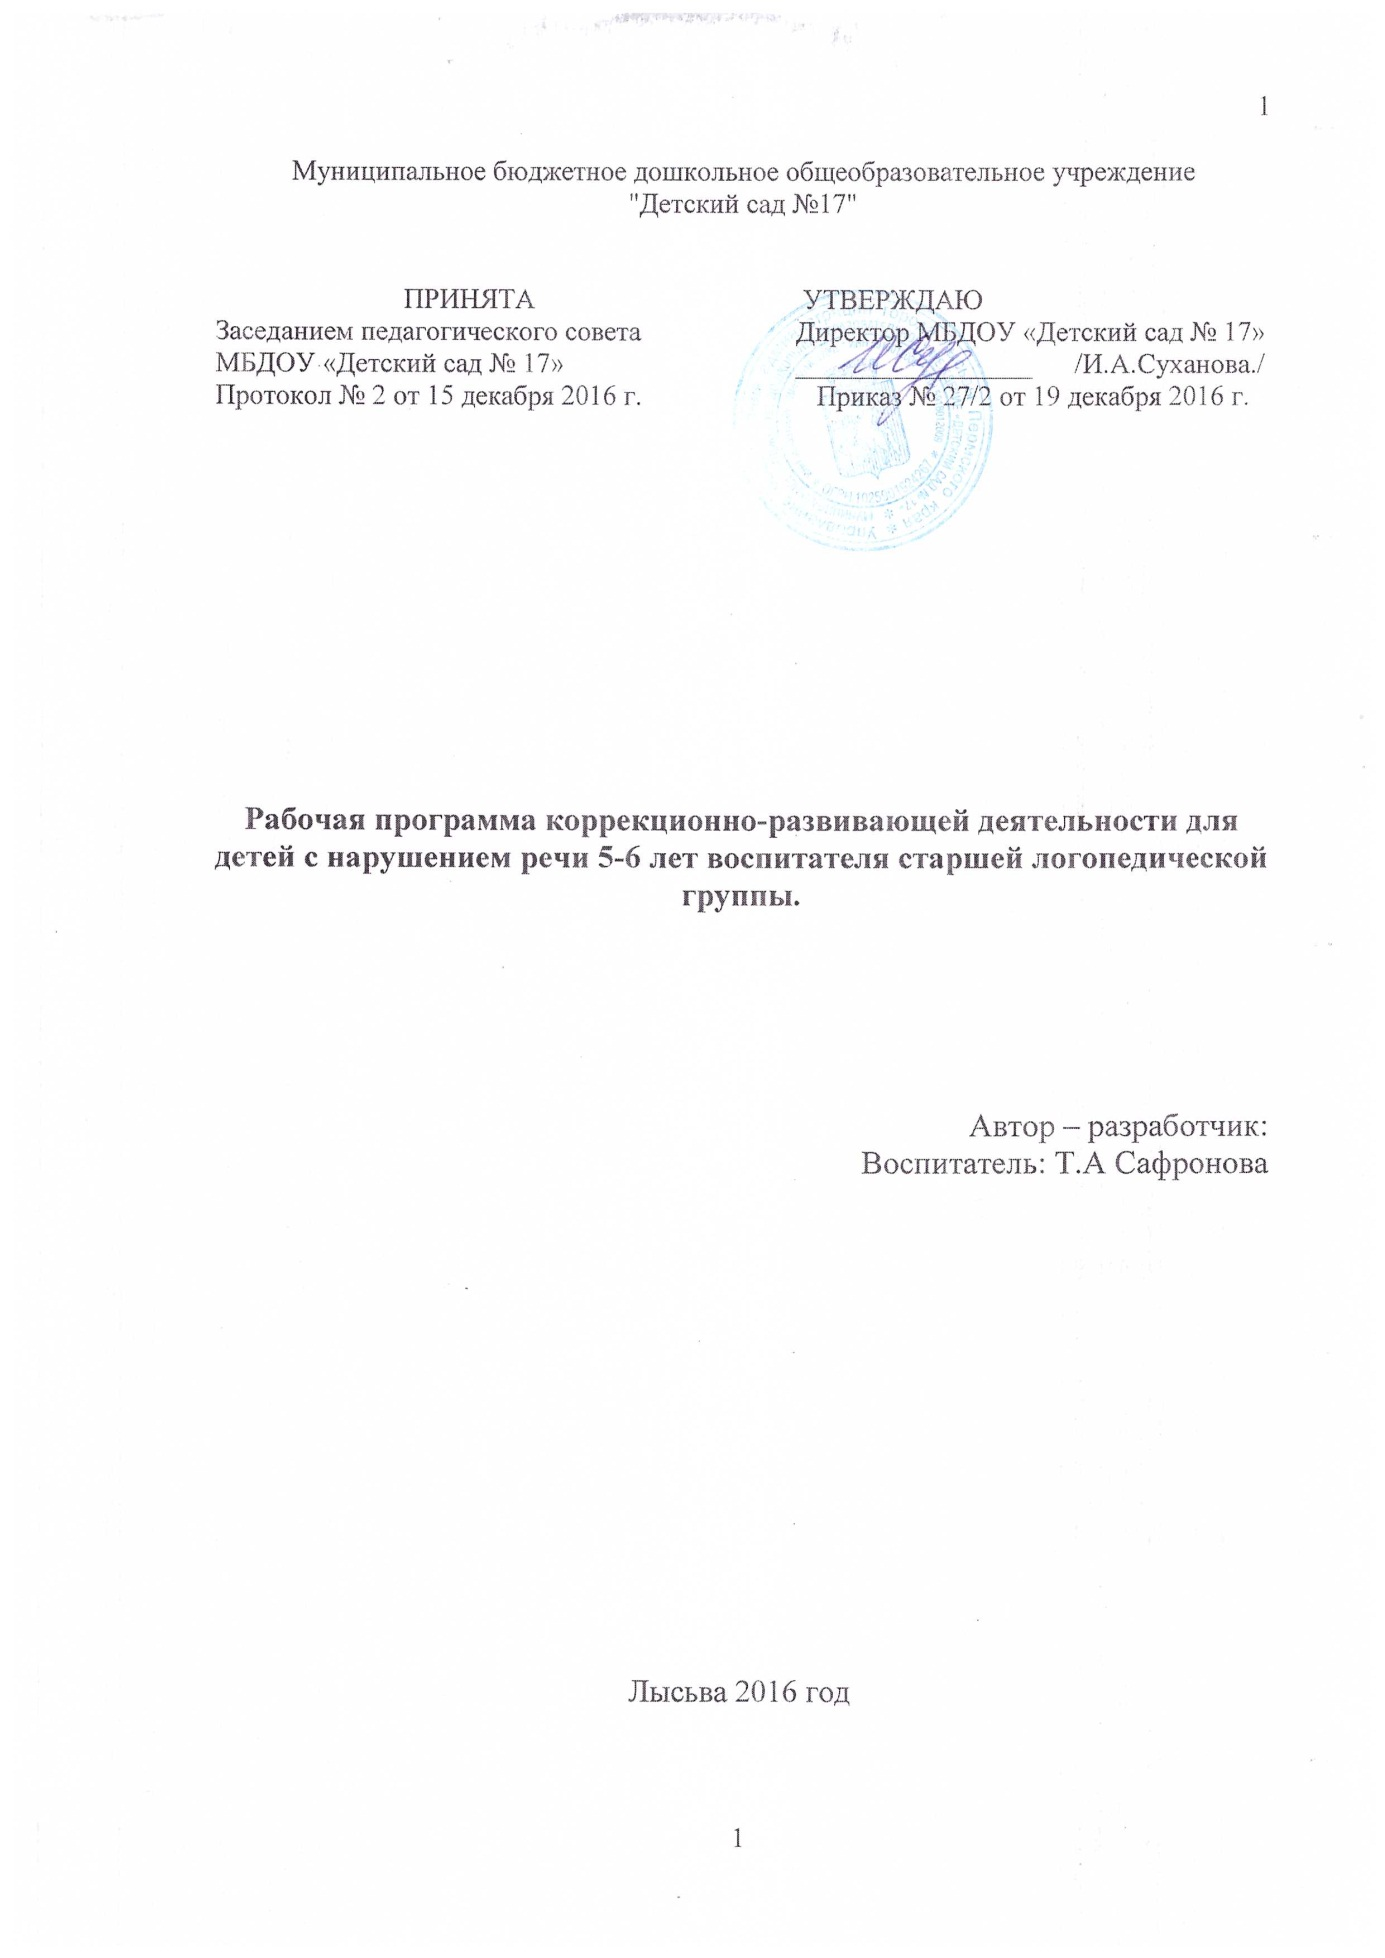 1
Муниципальное бюджетное дошкольное общеобразовательное учреждение
"Детский сад №17"
ПРИНЯТА
Заседанием педагогического совета
МБДОУ «Детский сад № 17»
Протокол № 2 от 15 декабря 2016 г.
УТВЕРЖДАЮ
Директор МБДОУ «Детский сад № 17»
/И.А.Суханова./
Приказ № 27/2 от 19 декабря 2016 г.
Рабочая программа коррекционно-развивающей деятельности для
детей с нарушением речи 5-6 лет воспитателя старшей логопедической
группы.
Автор – разработчик:
Воспитатель: Т.А Сафронова
Лысьва 2016 год
1